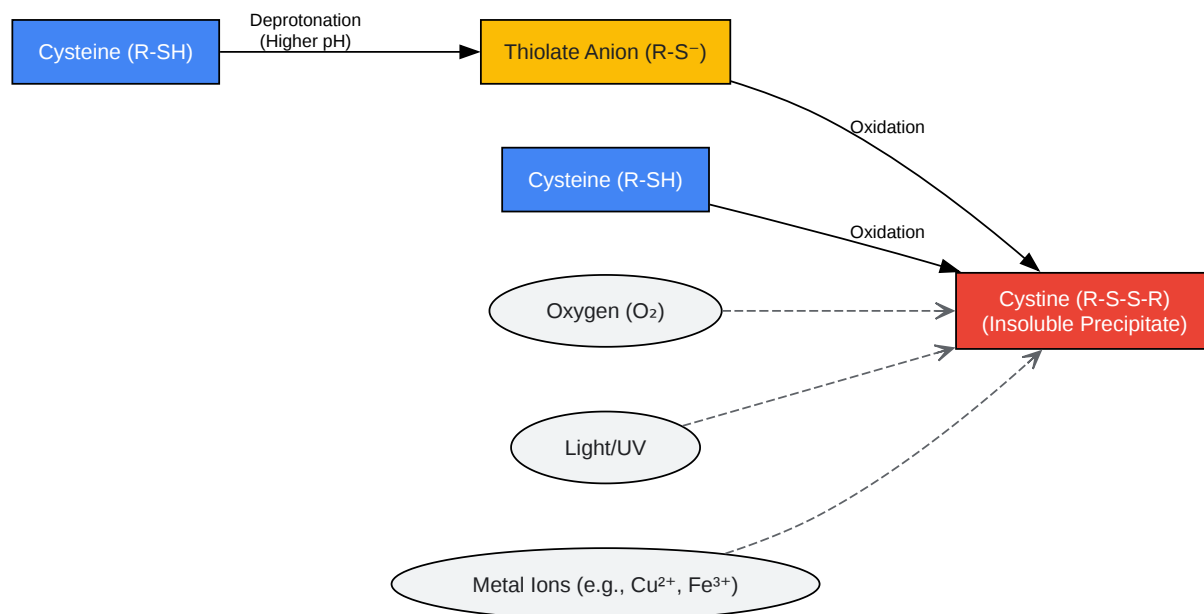 Deprotonation
(Higher pH)
Cysteine (R-SH)
Thiolate Anion (R-S⁻)
Oxidation
Cysteine (R-SH)
Oxidation
Oxygen (O₂)
Cystine (R-S-S-R)
(Insoluble Precipitate)
Light/UV
Metal Ions (e.g., Cu²⁺, Fe³⁺)